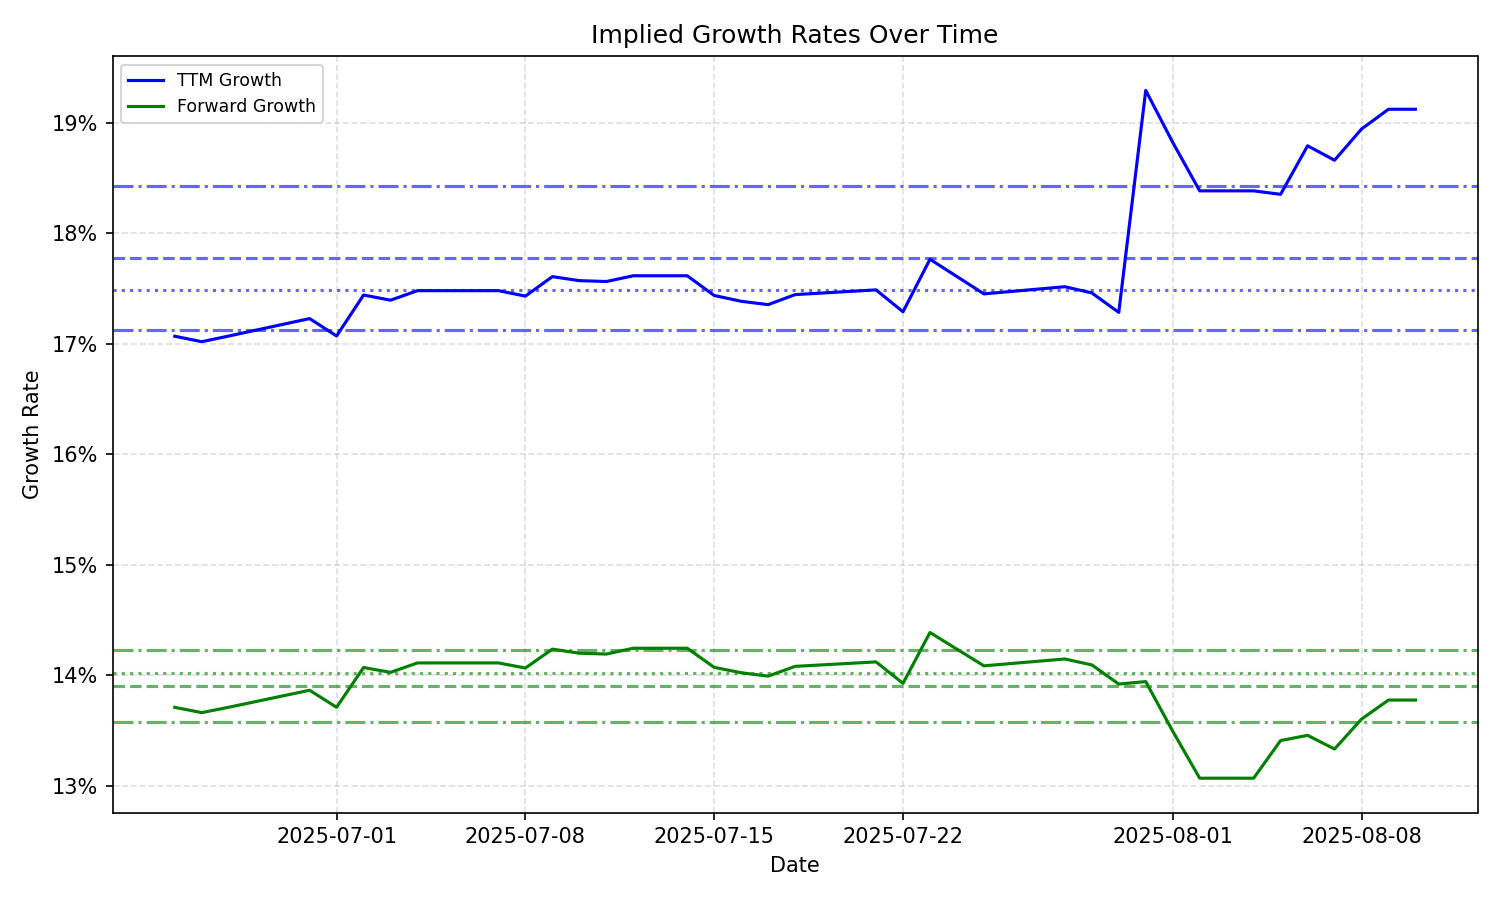 Implied Growth Rates Over Time
TTM Growth
Forward Growth
19%
18%
17%
16%
15%
14%
13%
Growth Rate
2025-07-01
2025-07-08
2025-07-15
2025-07-22
2025-08-01
2025-08-08
Date